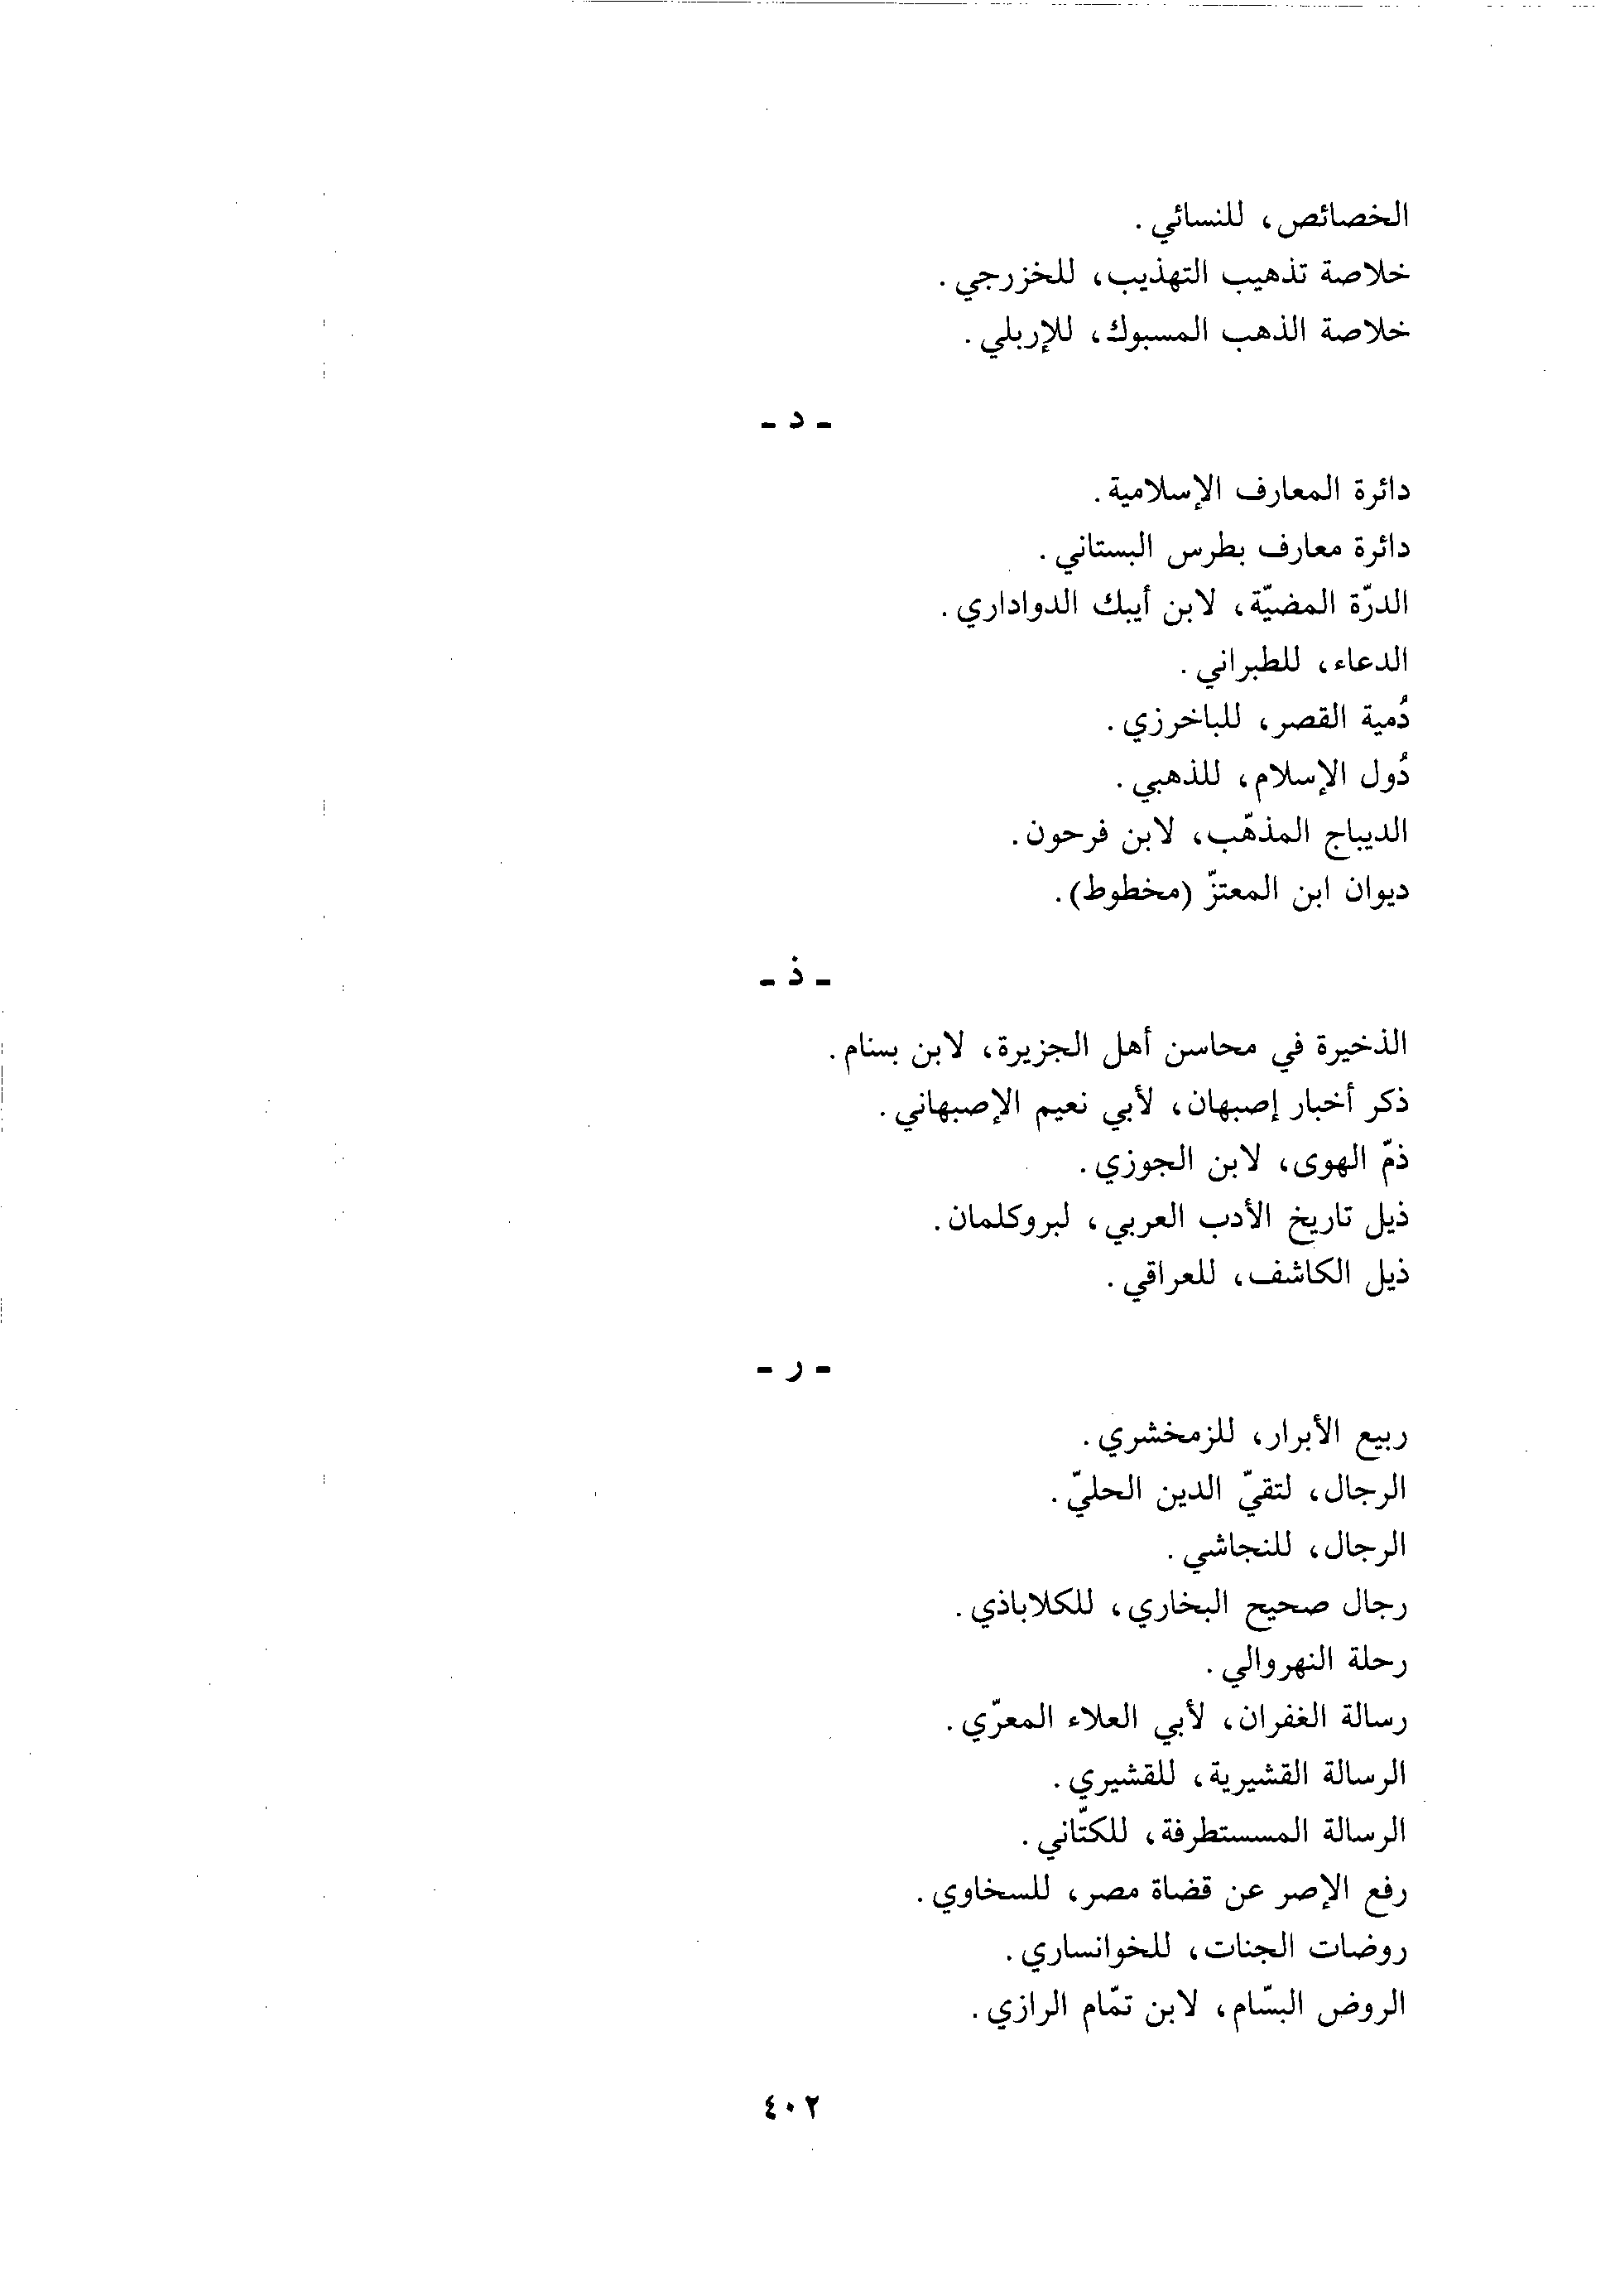 الخصائص، للنسائي.
خلاصة تذهيب التهذيب، للخزرجي.
خلاصة الذهب المسبوك، للإربلي.
- د -
دائرة المعارف الإسلامية.
دائرة معارف بطرس البستاني.
الدرّة المضيّة، لابن أيبك الدواداري.
الدعاء، للطبراني.
دُمية القصر، للباخرزي.
دُول الإسلام، للذهبي.
الديباج المذهّب، لابن فرحون.
ديوان ابن المعتزّ (مخطوط).
- ذ -
الذخيرة في محاسن أهل الجزيرة، لابن بسنام.
ذكر أخبار إصبهان، لأبي نعيم الإصبهاني.
ذمّ الهوى، لابن الجوزي.
ذيل تاريخ الأدب العربي، لبروكلمان.
ذيل الكاشف، للعراقي.
- ر -
ربيع الأبرار، للزمخشري.
الرجال، لتقيّ الدين الحليّ.
الرجال، للنجاشي.
رجال صحيح البخاري، للكلاباذي.
رحلة النهروالي.
رسالة الغفران، لأبي العلاء المعرّي.
الرسالة القشيرية، للقشيري.
الرسالة المسستطرفة، للكتّاني.
رفع الإصر عن قضاة مصر، للسخاوي.
روضات الجنات، للخوانساري.
الروض البسّام، لابن تمّام الرازي.
٤٠٢